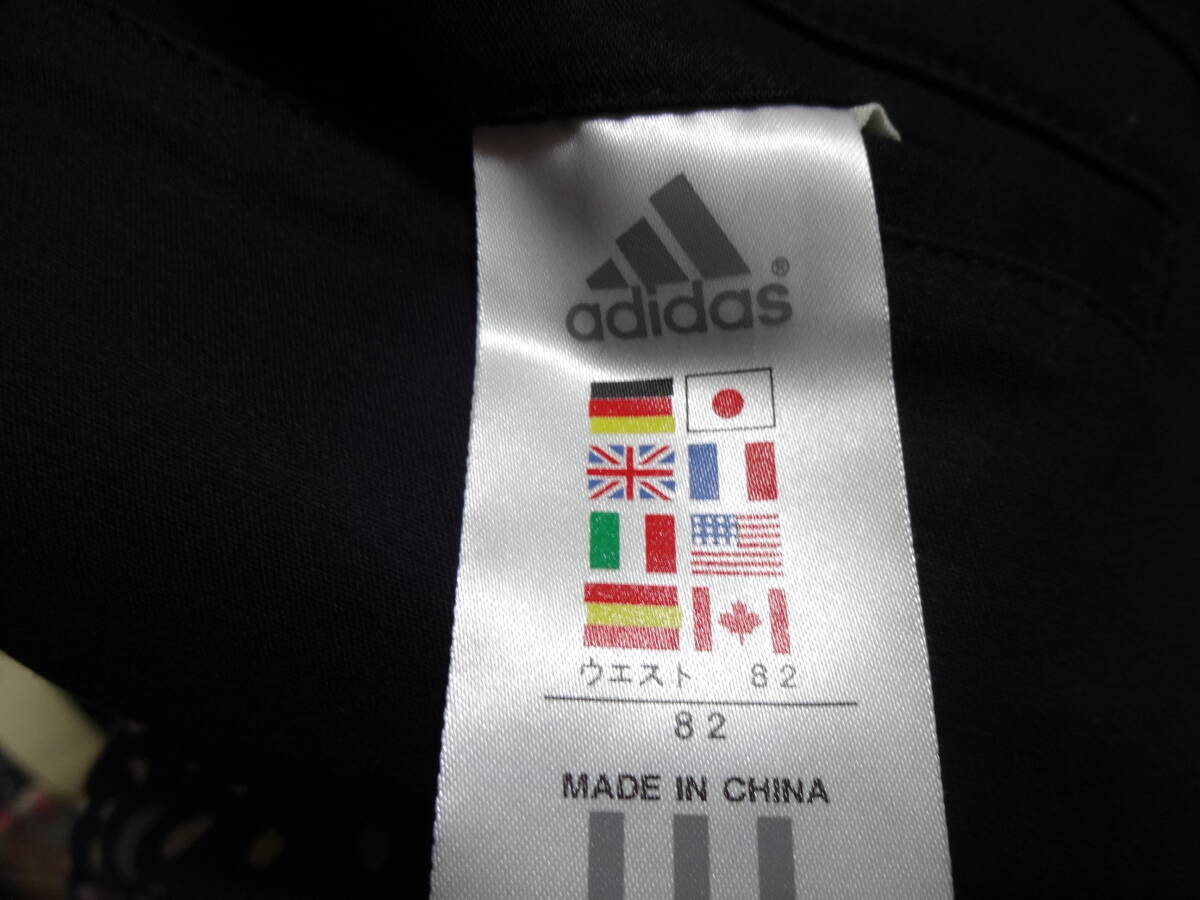 adidas®
ウエスト 82
82
MADE IN CHINA